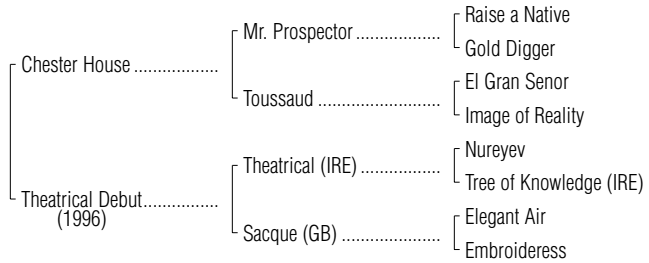 Raise a Native
Mr. Prospector ...................
Gold Digger
Chester House ..................
El Gran Senor
Toussaud ...........................
Image of Reality
Nureyev
Theatrical (IRE) ..................
Tree of Knowledge (IRE)
Theatrical Debut................
(1996)
Elegant Air
Sacque (GB) ......................
Embroideress